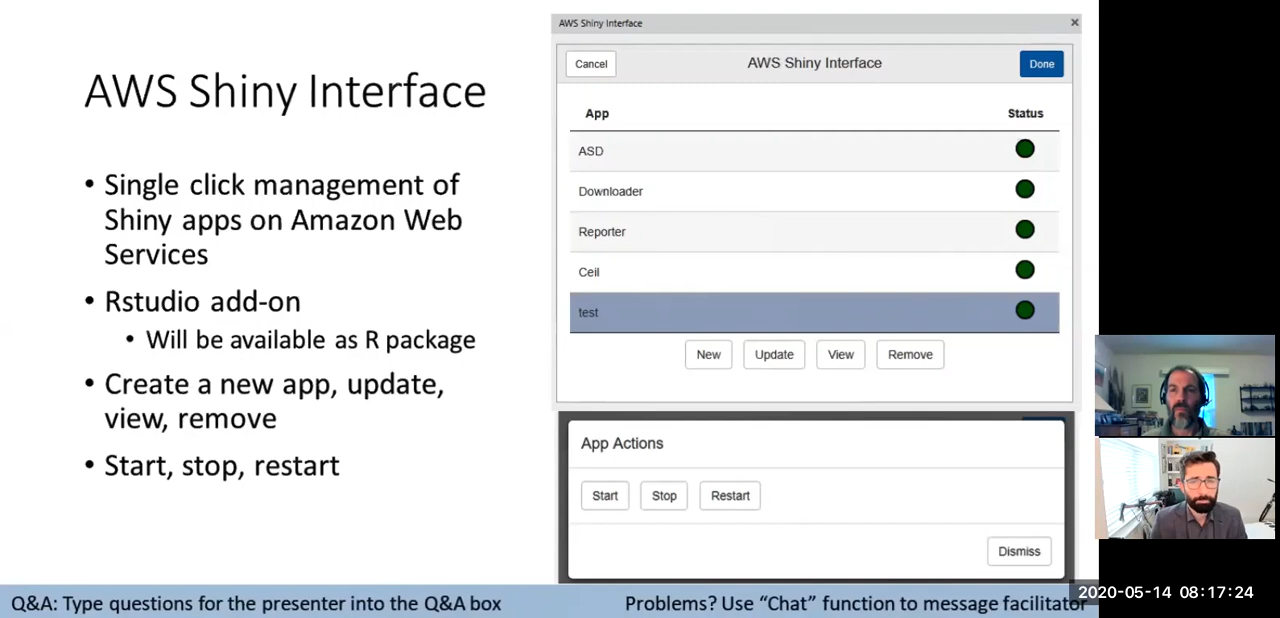 AWS Shiny Interface
• Single click management of
Shiny apps on Amazon Web
Services
• Rstudio add-on
• Will be available as R package
• Create a new app, update,
view, remove
• Start, stop, restart
AWS Shiny Interface ×
Cancel AWS Shiny Interface Done
App Status
ASD
Downloader
Reporter
Ceil
test
New Update View Remove
App Actions
Start Stop Restart
Dismiss
Q&A: Type questions for the presenter into the Q&A box
Problems? Use “Chat” function to message facilitator
2020-05-14 08:17:24